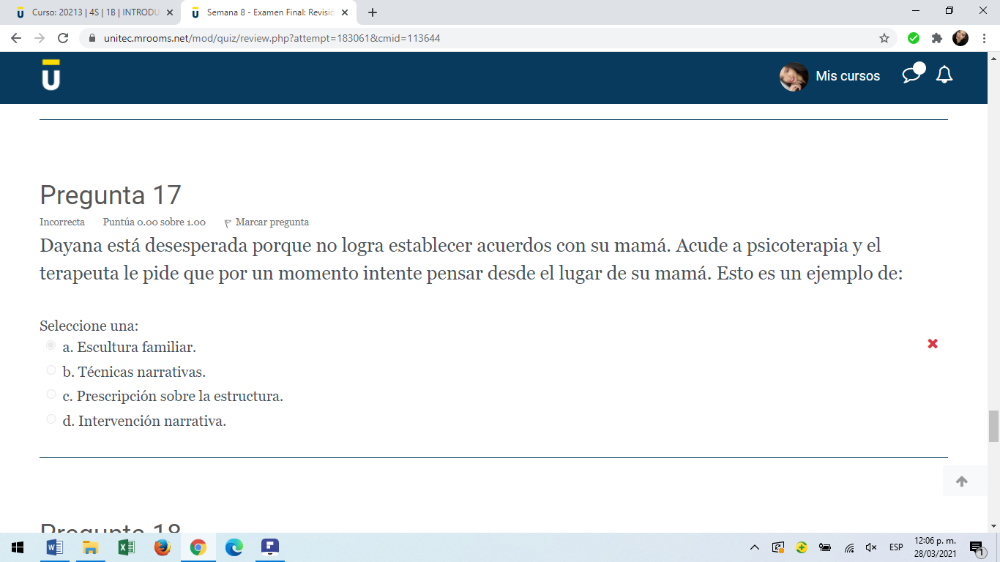 Curso: 20213 | 4S | 1B | INTRODU
Semana 8 - Examen Final: Revisió
unitec.mrooms.net/mod/quiz/review.php?attempt=183061&cmid=113644
U
Mis cursos
Pregunta 17
Incorrecta Puntúa 0.00 sobre 1.00 Marcar pregunta
Dayana está desesperada porque no logra establecer acuerdos con su mamá. Acude a psicoterapia y el
terapeuta le pide que por un momento intente pensar desde el lugar de su mamá. Esto es un ejemplo de:
Seleccione una:
a. Escultura familiar.
b. Técnicas narrativas.
c. Prescripción sobre la estructura.
d. Intervención narrativa.
Pregunta 18
ESP
12:06 p. m.
28/03/2021
1